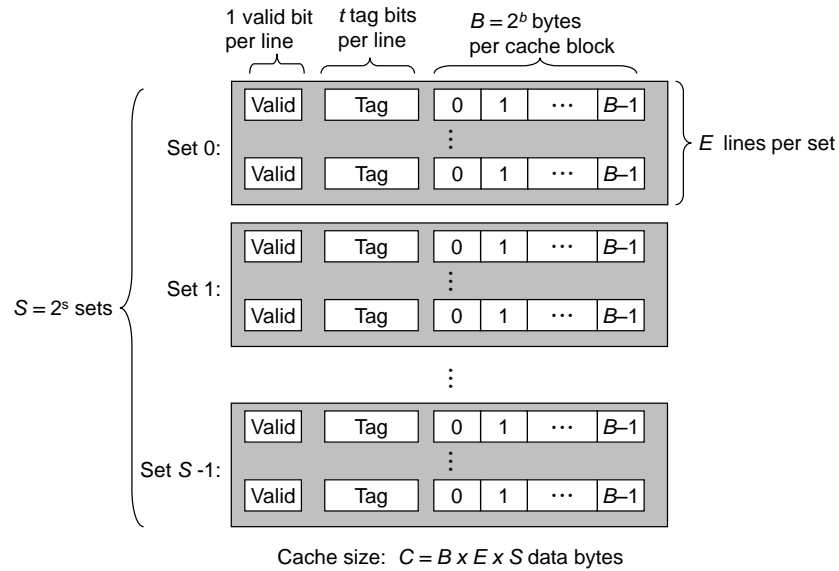 1 valid bit
per line
t tag bits
per line
B = 2ᵇ bytes
per cache block
Valid Tag 0 1 ⋯ B–1
⋮
Set 0:
Valid Tag 0 1 ⋯ B–1
E lines per set
Valid Tag 0 1 ⋯ B–1
Set 1:
⋮
Valid Tag 0 1 ⋯ B–1
S = 2ˢ sets
⋮
Valid Tag 0 1 ⋯ B–1
⋮
Set S -1:
Valid Tag 0 1 ⋯ B–1
Cache size: C = B x E x S data bytes